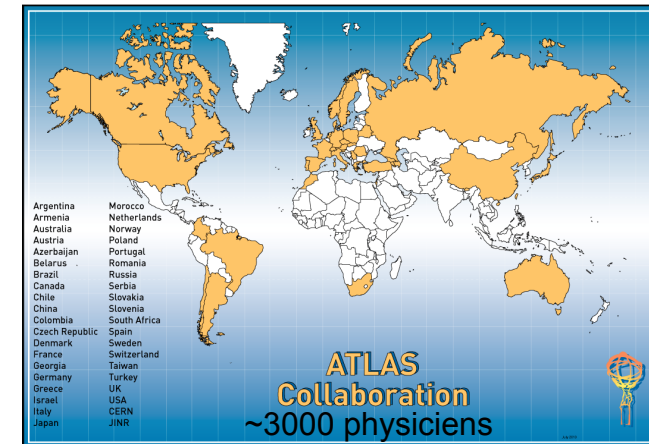 Argentina
Armenia
Australia
Austria
Azerbaijan
Belarus
Brazil
Canada
Chile
China
Colombia
Czech Republic
Denmark
France
Georgia
Germany
Greece
Israel
Italy
Japan
Morocco
Netherlands
Norway
Poland
Portugal
Romania
Russia
Serbia
Slovakia
Slovenia
South Africa
Spain
Sweden
Switzerland
Taiwan
Turkey
UK
USA
CERN
JINR
ATLAS
Collaboration
~3000 physiciens